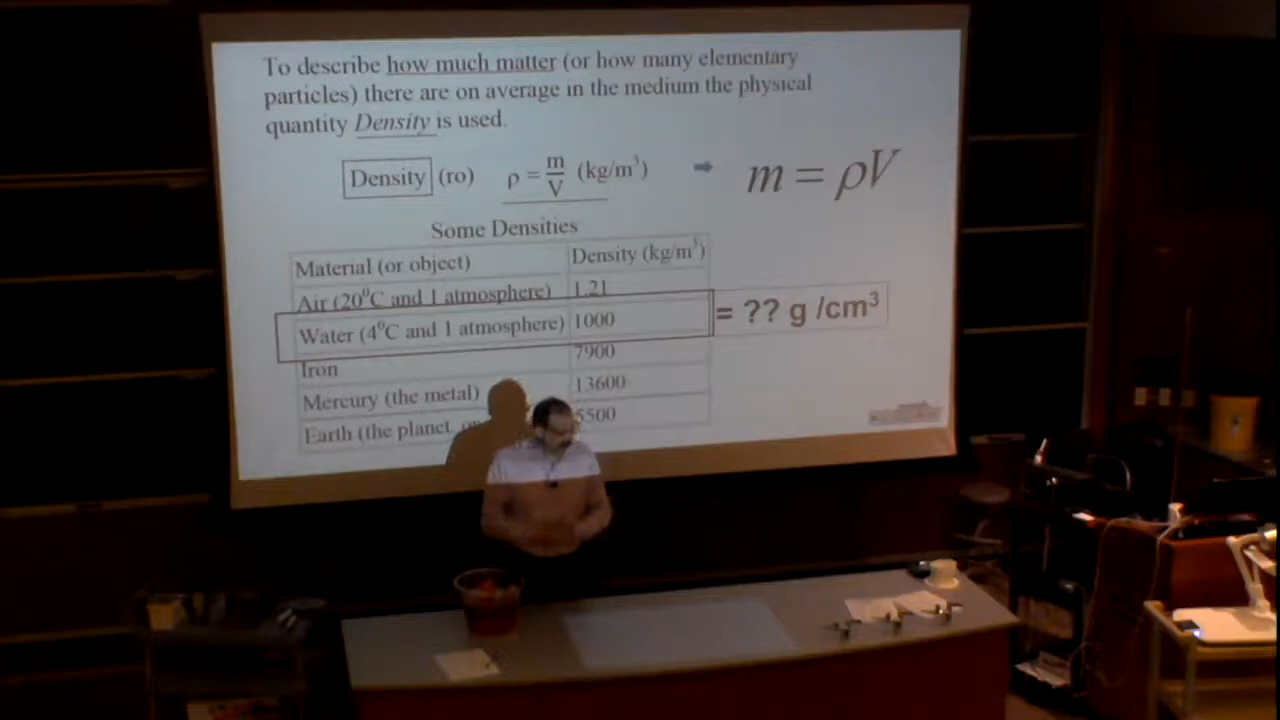 To describe how much matter (or how many elementary
particles) there are on average in the medium the physical
quantity Density is used.
Density (ro) ρ = m/V (kg/m³) ➡ m = ρV
Some Densities
Material (or object) Density (kg/m³)
Air (20⁰C and 1 atmosphere) 1.21
Water (4⁰C and 1 atmosphere) 1000 = ?? g /cm³
Iron 7900
Mercury (the metal) 13600
Earth (the planet, 5500